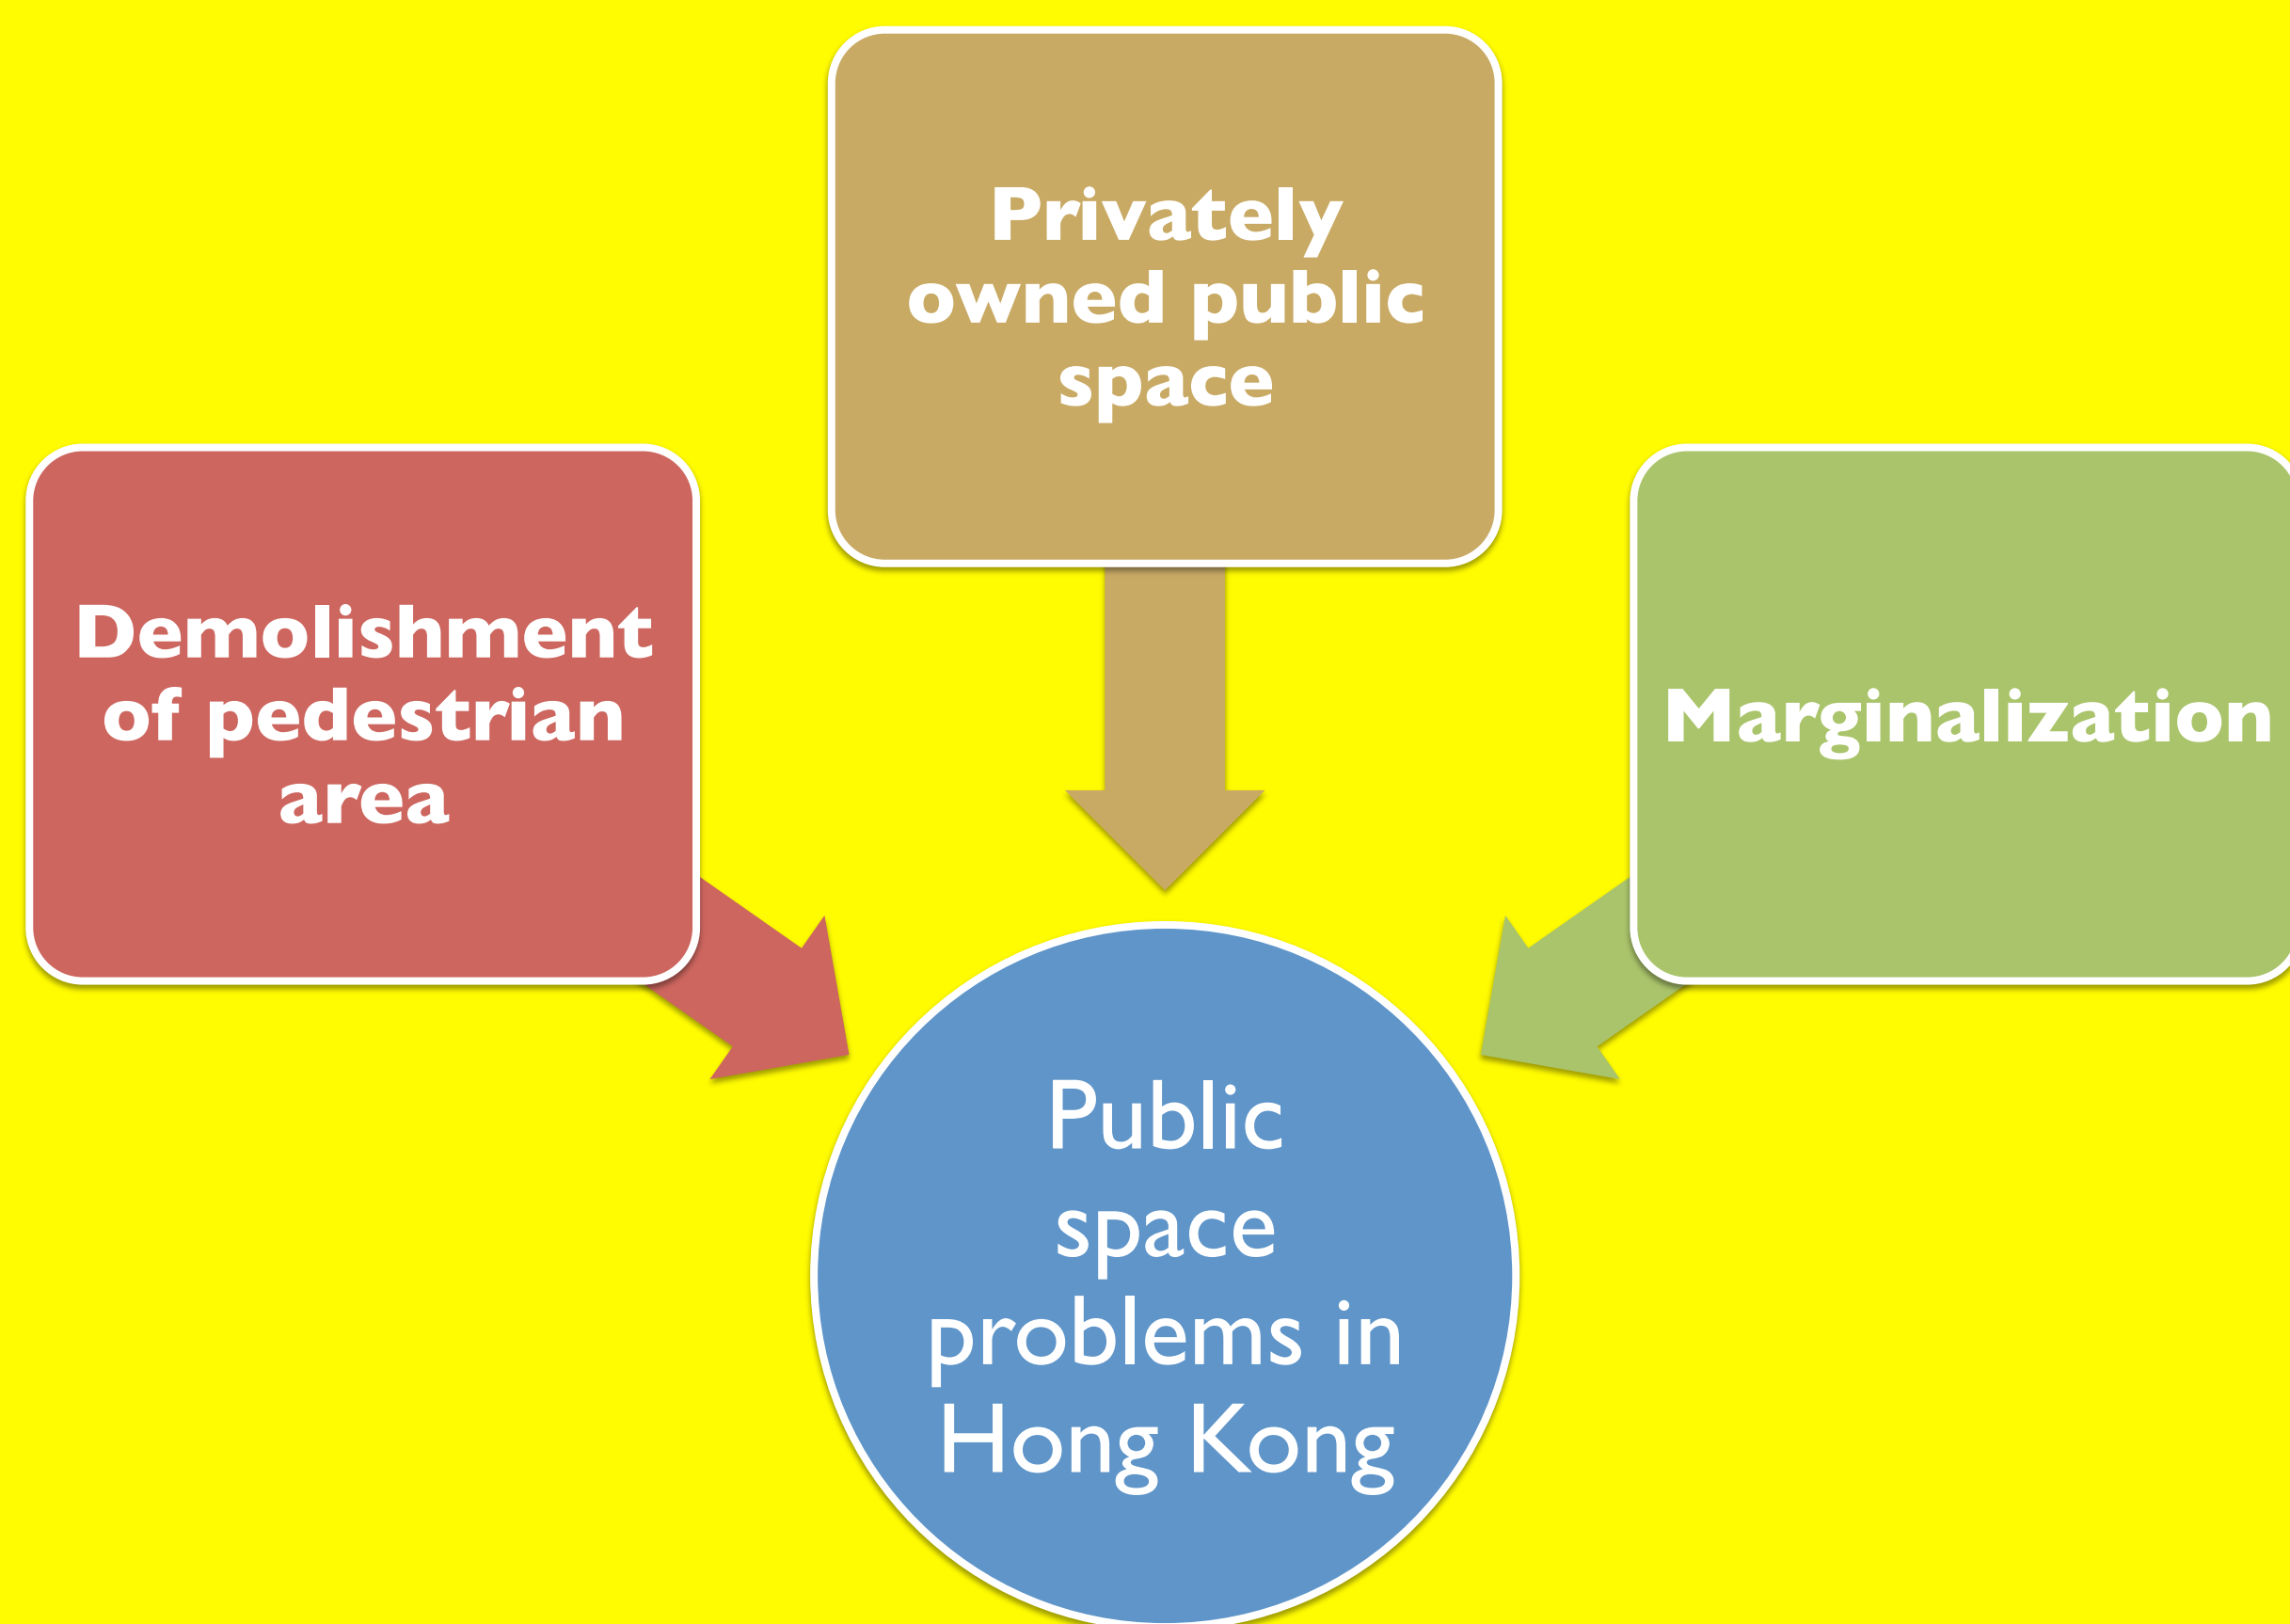 Privately
owned public
space
Demolishment
of pedestrian
area
Marginalization
Public
space
problems in
Hong Kong